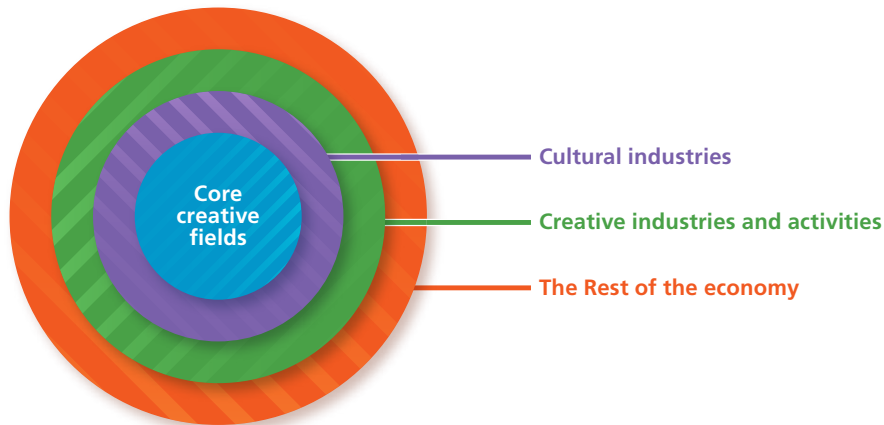 Core
creative
fields
Cultural industries
Creative industries and activities
The Rest of the economy